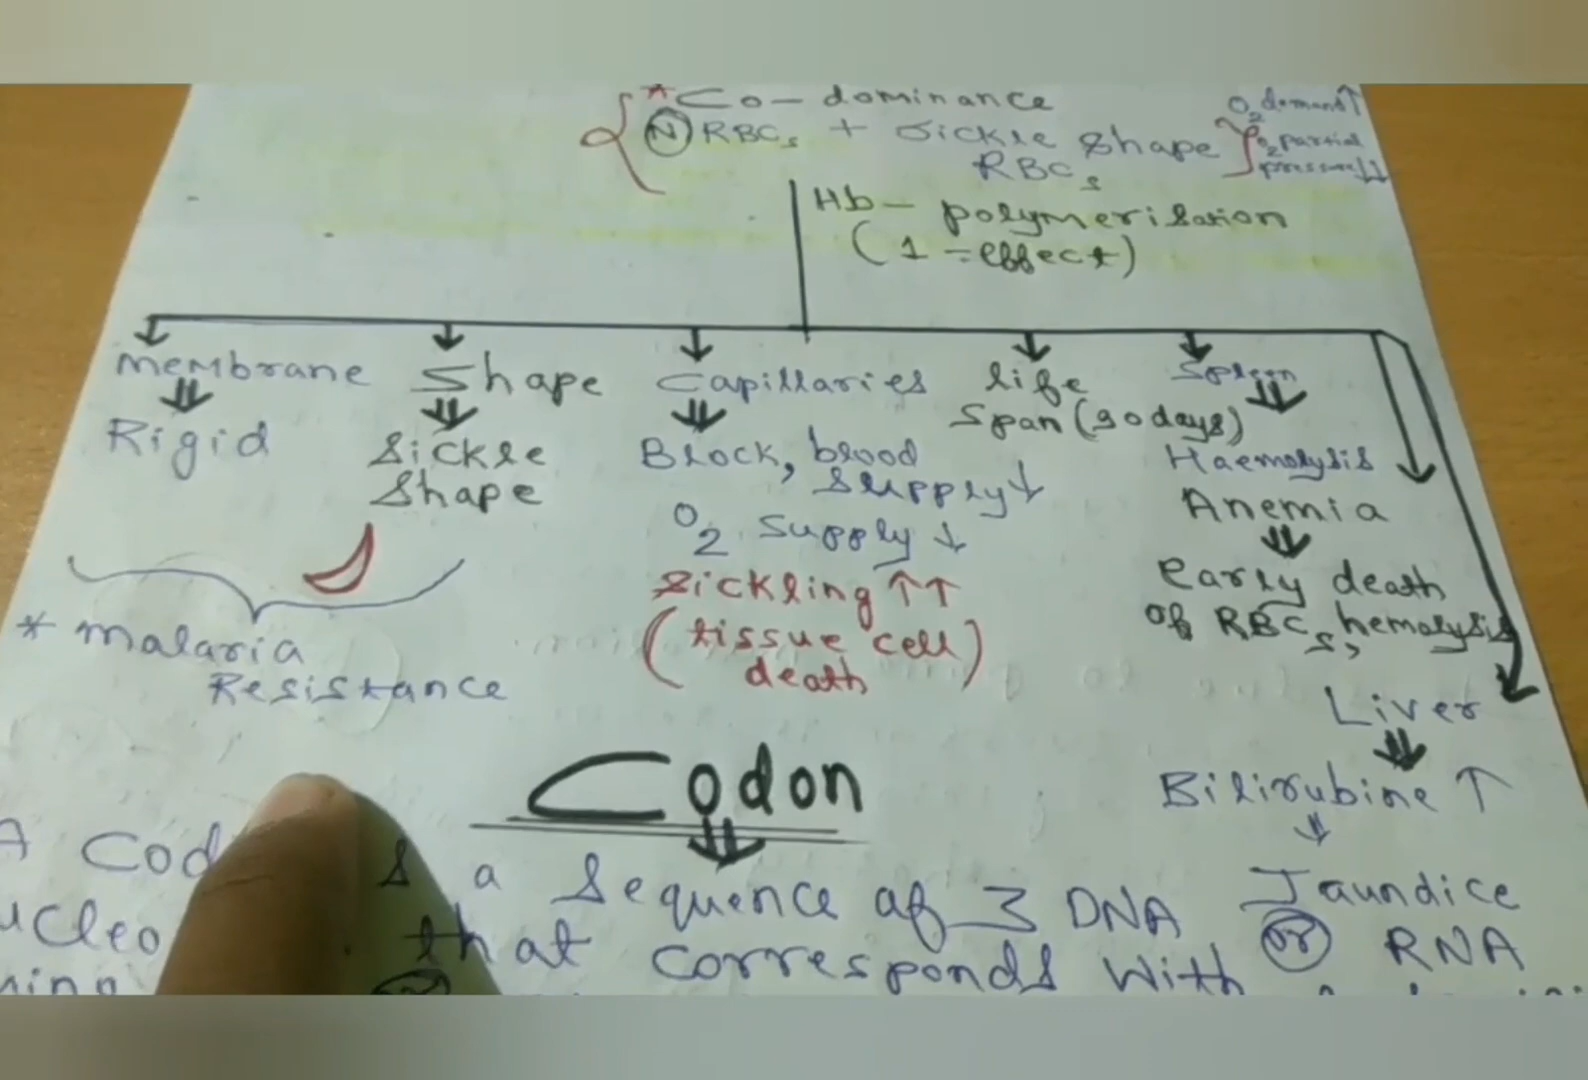 * Co-dominance
O2 demand↑
(N) RBCs + Sickle Shape
RBCs
O2 partial
pressure↓↓
Hb- polymerisation
(1 - effect)
Membrane
⇓
Rigid
Shape
⇓
Sickle
Shape
* Malaria
Resistance
Capillaries
⇓
Block, blood
Supply↓
O2 Supply↓
Sickling↑↑
(tissue cell
death)
life
Span (30 days)
Spleen
⇓
Haemolysis
Anemia
⇓
Early death
of RBCs, hemolysis
Liver
⇓
Bilirubine ↑
↓
Jaundice
Codon
⇓
A Cod s a Sequence of 3 DNA or RNA
ucleo that corresponds with